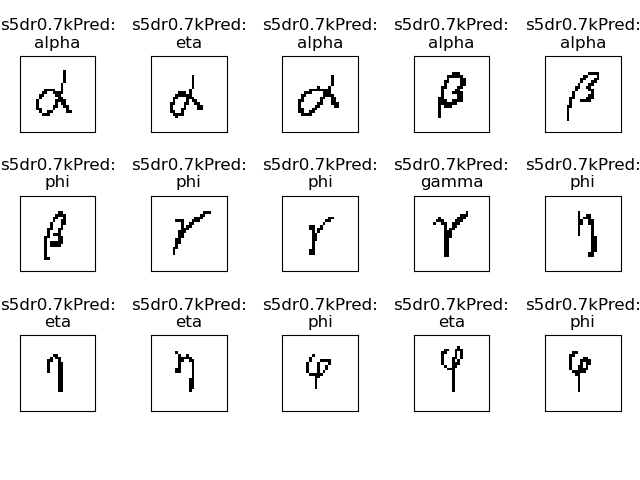 s5dr0.7kPred: s5dr0.7kPred: s5dr0.7kPred: s5dr0.7kPred: s5dr0.7kPred:
alpha eta alpha alpha alpha
α α α β β
s5dr0.7kPred: s5dr0.7kPred: s5dr0.7kPred: s5dr0.7kPred: s5dr0.7kPred:
phi phi phi gamma phi
β γ γ γ η
s5dr0.7kPred: s5dr0.7kPred: s5dr0.7kPred: s5dr0.7kPred: s5dr0.7kPred:
eta eta phi eta phi
η η φ φ φ